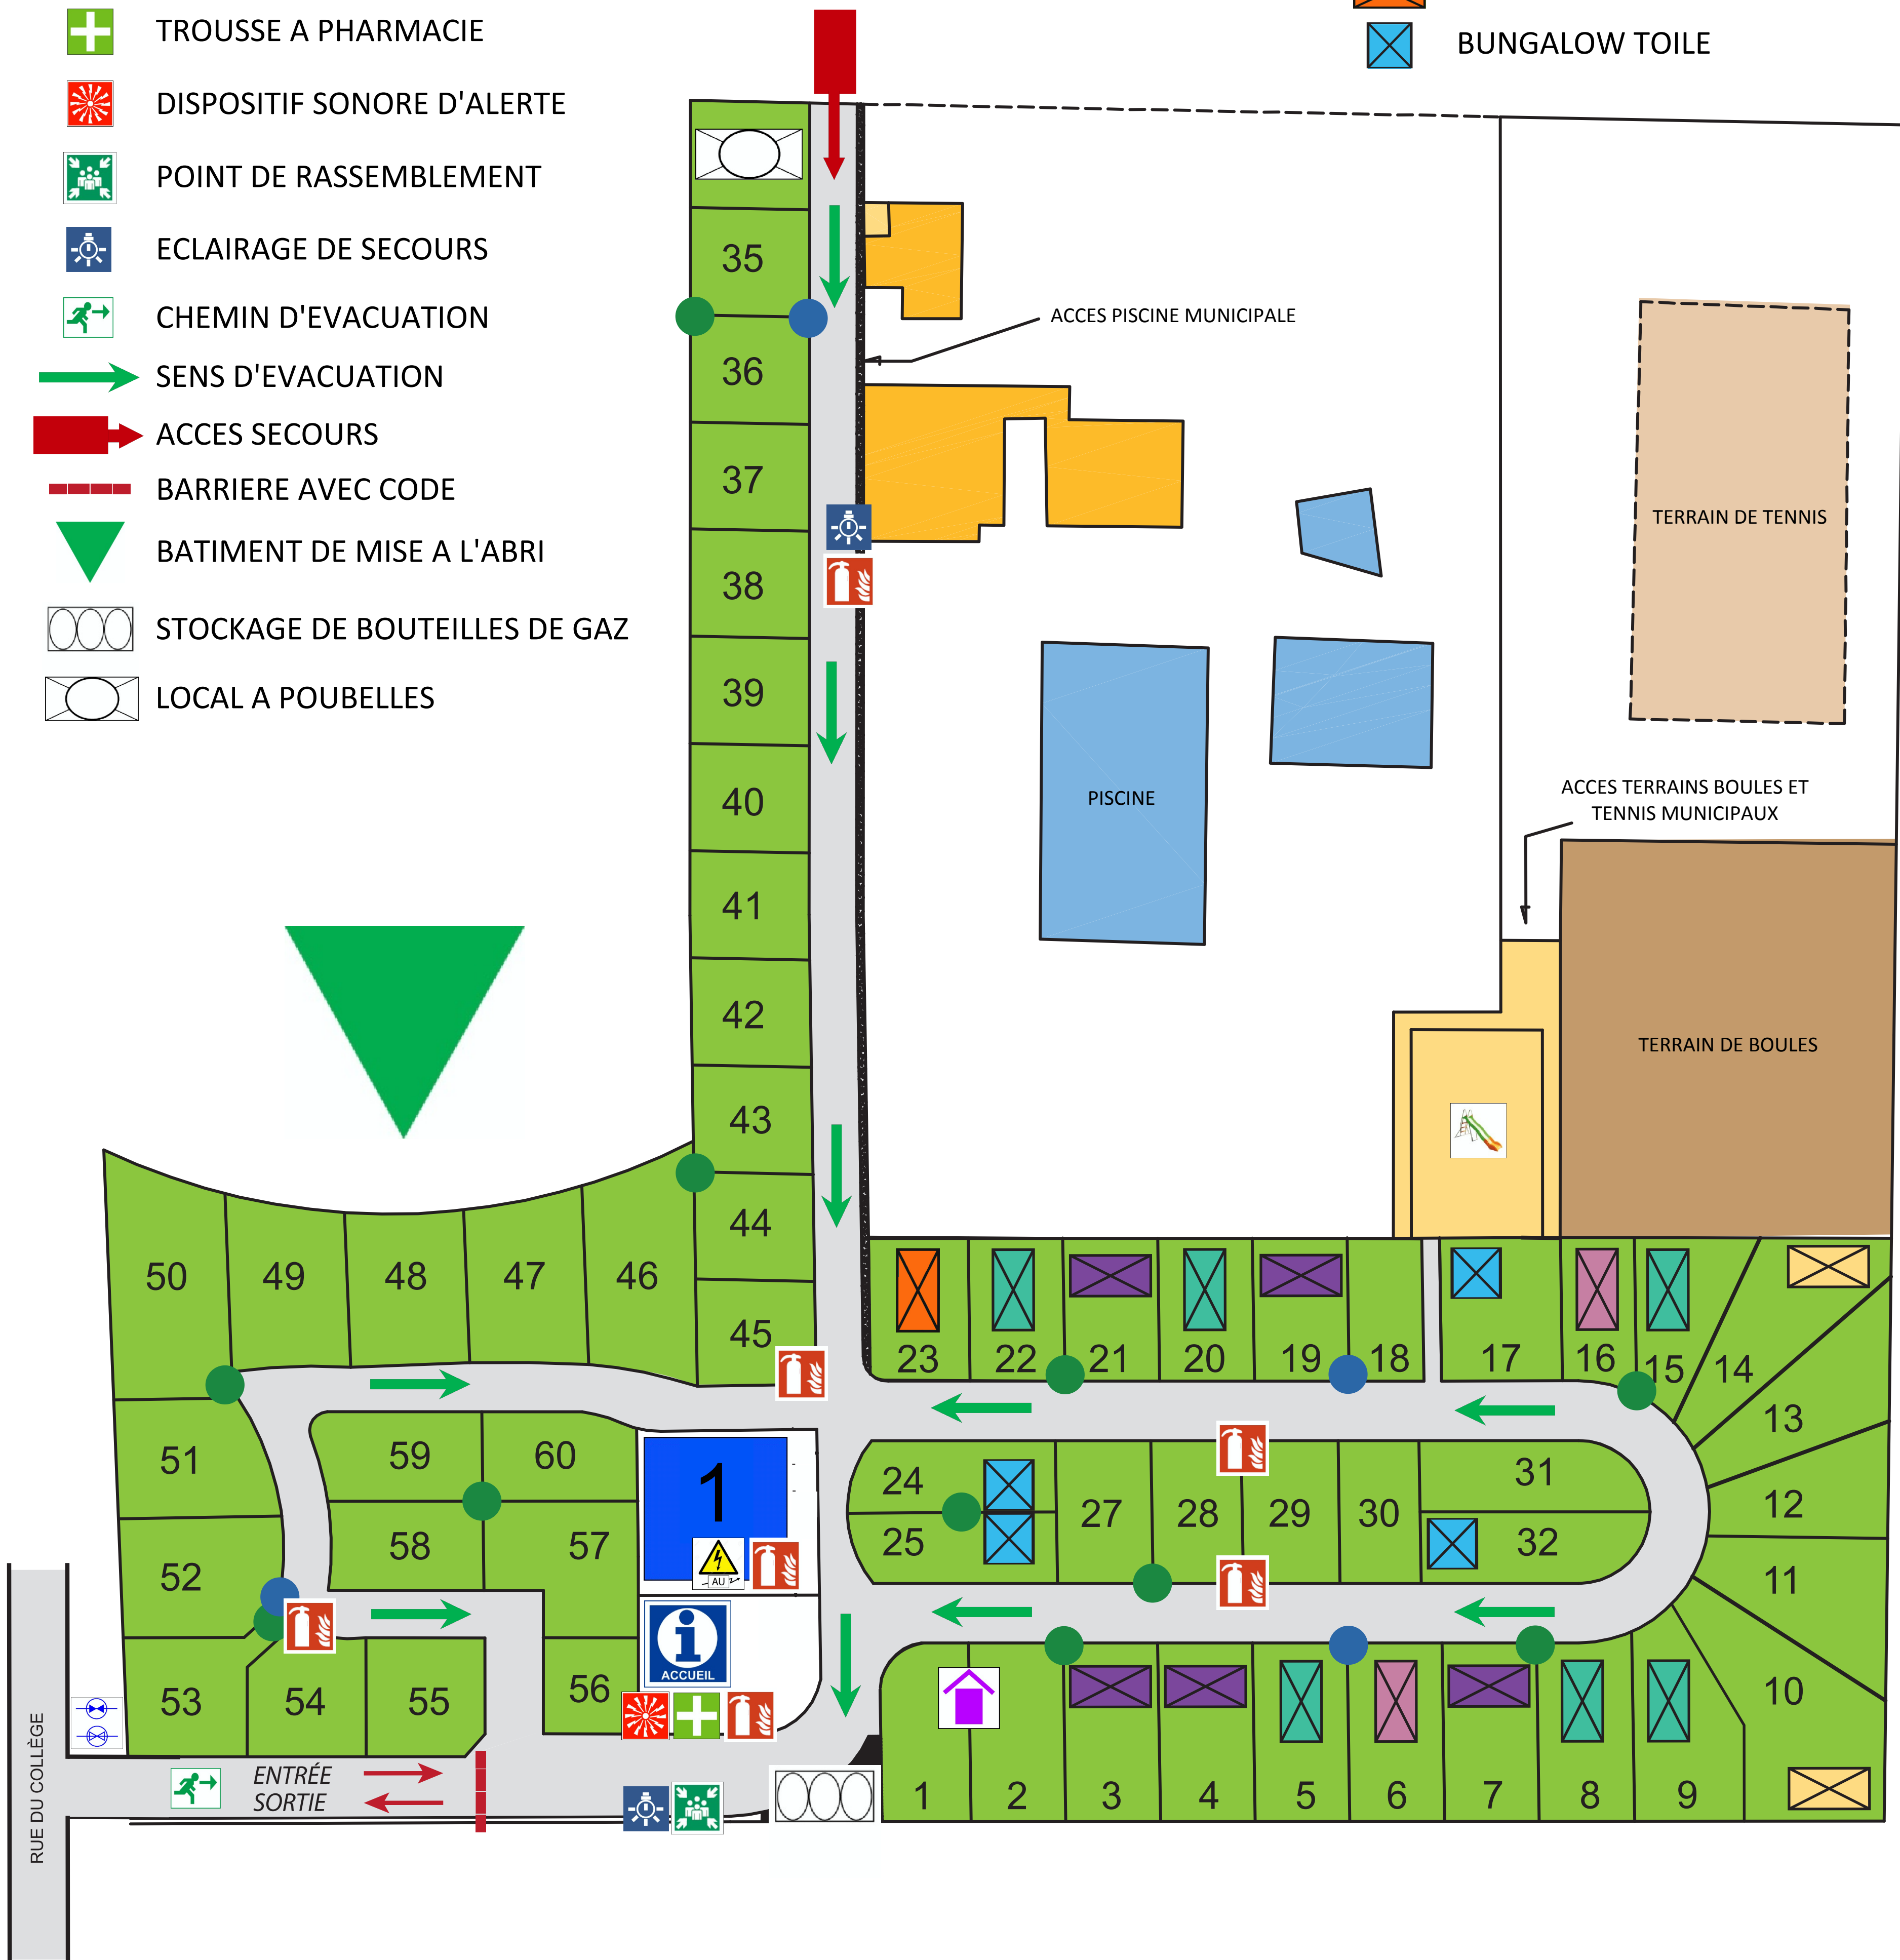 TROUSSE A PHARMACIE
DISPOSITIF SONORE D'ALERTE
POINT DE RASSEMBLEMENT
ECLAIRAGE DE SECOURS
CHEMIN D'EVACUATION
SENS D'EVACUATION
ACCES SECOURS
BARRIERE AVEC CODE
BATIMENT DE MISE A L'ABRI
STOCKAGE DE BOUTEILLES DE GAZ
LOCAL A POUBELLES
BUNGALOW TOILE
ACCES PISCINE MUNICIPALE
TERRAIN DE TENNIS
PISCINE
ACCES TERRAINS BOULES ET
TENNIS MUNICIPAUX
TERRAIN DE BOULES
35
36
37
38
39
40
41
42
43
44
45
50 49 48 47 46
23 22 21 20 19 18 17 16 15 14
13
12
11
10
51
52
53 54 55
59 60
58 57
56
1
AU
i
ACCUEIL
24
25
27 28 29 30
31
32
1 2 3 4 5 6 7 8 9
ENTRÉE
SORTIE
RUE DU COLLÈGE